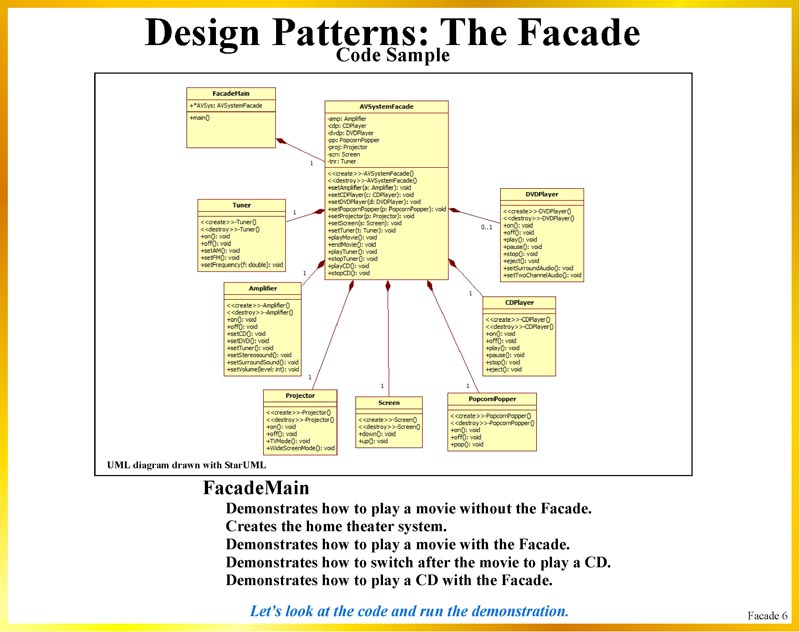 Design Patterns: The Facade
Code Sample
FacadeMain
+*AVSys: AVSystemFacade
+main()
1
AVSystemFacade
-amp: Amplifier
-cdp: CDPlayer
-dvdp: DVDPlayer
-pp: PopcornPopper
-proj: Projector
-scn: Screen
-tnr: Tuner
<<create>>-AVSystemFacade()
<<destroy>>-AVSystemFacade()
+setAmplifier(a: Amplifier): void
+setCDPlayer(c: CDPlayer): void
+setDVDPlayer(d: DVDPlayer): void
+setPopcornPopper(p: PopcornPopper): void
+setProjector(p: Projector): void
+setScreen(s: Screen): void
+setTuner(t: Tuner): void
+playMovie(): void
+endMovie(): void
+playTuner(): void
+stopTuner(): void
+playCD(): void
+stopCD(): void
DVDPlayer
<<create>>-DVDPlayer()
<<destroy>>-DVDPlayer()
+on(): void
+off(): void
+play(): void
+pause(): void
+stop(): void
+eject(): void
+setSurroundAudio(): void
+setTwoChannelAudio(): void
0..1
Tuner
<<create>>-Tuner()
<<destroy>>-Tuner()
+on(): void
+off(): void
+setAM(): void
+setFM(): void
+setFrequency(f: double): void
1
Amplifier
<<create>>-Amplifier()
<<destroy>>-Amplifier()
+on(): void
+off(): void
+setCD(): void
+setDVD(): void
+setTuner(): void
+setStereosound(): void
+setSurroundSound(): void
+setVolume(level: int): void
1
CDPlayer
<<create>>-CDPlayer()
<<destroy>>-CDPlayer()
+on(): void
+off(): void
+play(): void
+pause(): void
+stop(): void
+eject(): void
1
Projector
<<create>>-Projector()
<<destroy>>-Projector()
+on(): void
+off(): void
+TVMode(): void
+WideScreenMode(): void
1
Screen
<<create>>-Screen()
<<destroy>>-Screen()
+down(): void
+up(): void
1
PopcornPopper
<<create>>-PopcornPopper()
<<destroy>>-PopcornPopper()
+on(): void
+off(): void
+pop(): void
1
UML diagram drawn with StarUML
FacadeMain
Demonstrates how to play a movie without the Facade.
Creates the home theater system.
Demonstrates how to play a movie with the Facade.
Demonstrates how to switch after the movie to play a CD.
Demonstrates how to play a CD with the Facade.
Let's look at the code and run the demonstration.
Facade 6